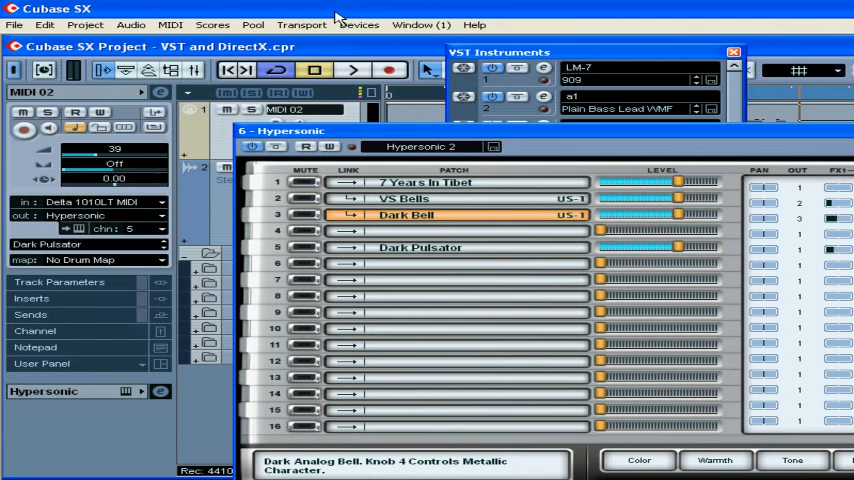 Cubase SX
File Edit Project Audio MIDI Scores Pool Transport Devices Window (1) Help
Cubase SX Project - VST and DirectX.cpr
VST Instruments
MIDI 02
1 MIDI 02
LM-7
1 909
a1
2 Plain Bass Lead WMF
39
Off
0.00
in: Delta 1010LT MIDI
out: Hypersonic
chn: 5
Dark Pulsator
map: No Drum Map
Track Parameters
Inserts
Sends
Channel
Notepad
User Panel
Hypersonic
2
6 - Hypersonic
R W Hypersonic 2
MUTE LINK PATCH LEVEL PAN OUT FX1
1 7 Years In Tibet 1
2 VS Bells US-1 2
3 Dark Bell US-1 3
4 1
5 Dark Pulsator 1
6 1
7 1
8 1
9 1
10 1
11 1
12 1
13 1
14 1
15 1
16 1
Rec: 4410
Dark Analog Bell. Knob 4 Controls Metallic
Character.
Color Warmth Tone